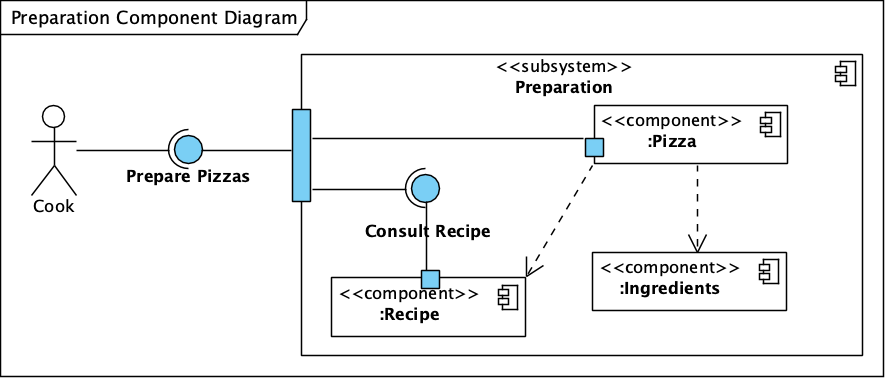 Preparation Component Diagram
<<subsystem>>
Preparation
<<component>>
:Pizza
Prepare Pizzas
Cook
Consult Recipe
<<component>>
:Recipe
<<component>>
:Ingredients